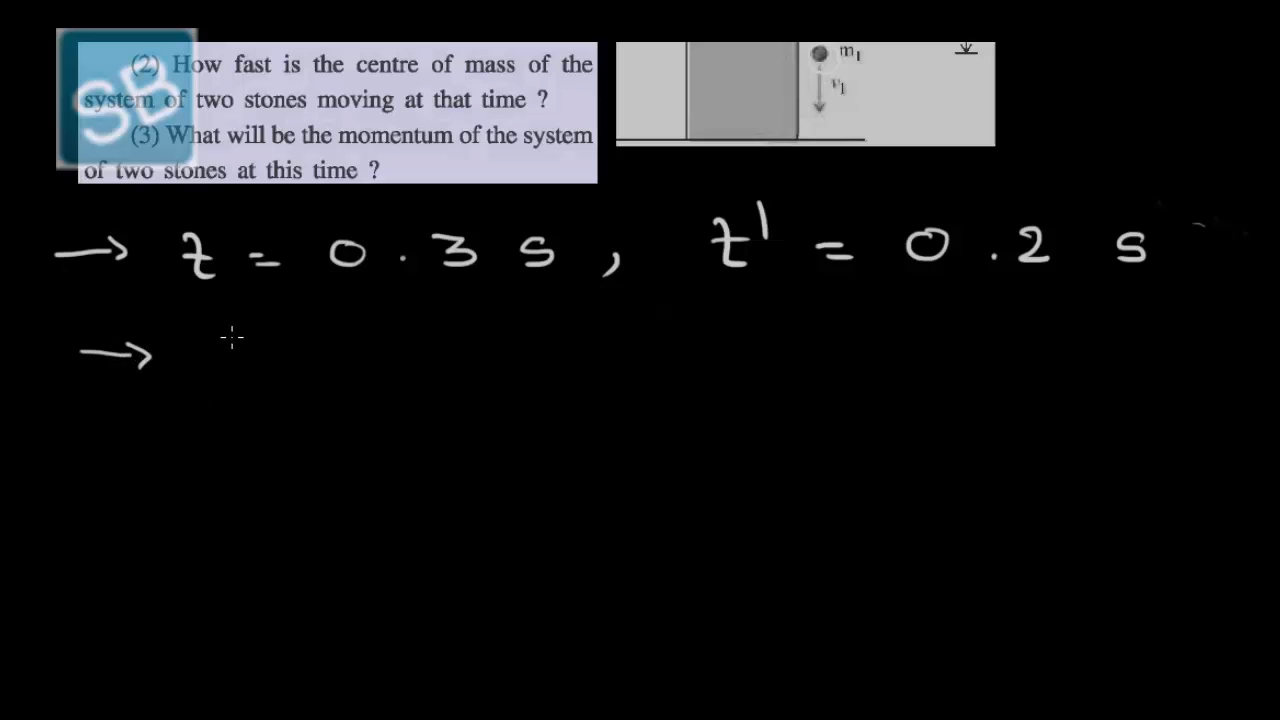 (2) How fast is the centre of mass of the
system of two stones moving at that time ?
(3) What will be the momentum of the system
of two stones at this time ?
SB
m₁
v₁
→ t = 0.3 s, t' = 0.2 s
→